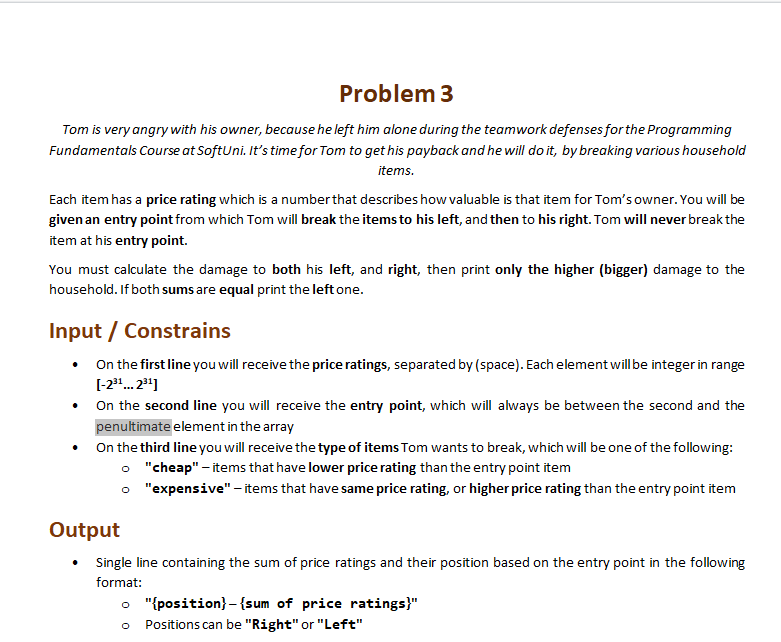 Problem 3
Tom is very angry with his owner, because he left him alone during the teamwork defenses for the Programming
Fundamentals Course at SoftUni. It's time for Tom to get his payback and he will do it, by breaking various household
items.
Each item has a price rating which is a number that describes how valuable is that item for Tom's owner. You will be
given an entry point from which Tom will break the items to his left, and then to his right. Tom will never break the
item at his entry point.
You must calculate the damage to both his left, and right, then print only the higher (bigger) damage to the
household. If both sums are equal print the left one.
Input / Constrains
• On the first line you will receive the price ratings, separated by (space). Each element will be integer in range
[-2³¹… 2³¹]
• On the second line you will receive the entry point, which will always be between the second and the
penultimate element in the array
• On the third line you will receive the type of items Tom wants to break, which will be one of the following:
o "cheap" – items that have lower price rating than the entry point item
o "expensive" – items that have same price rating, or higher price rating than the entry point item
Output
• Single line containing the sum of price ratings and their position based on the entry point in the following
format:
o "{position} – {sum of price ratings}"
o Positions can be "Right" or "Left"